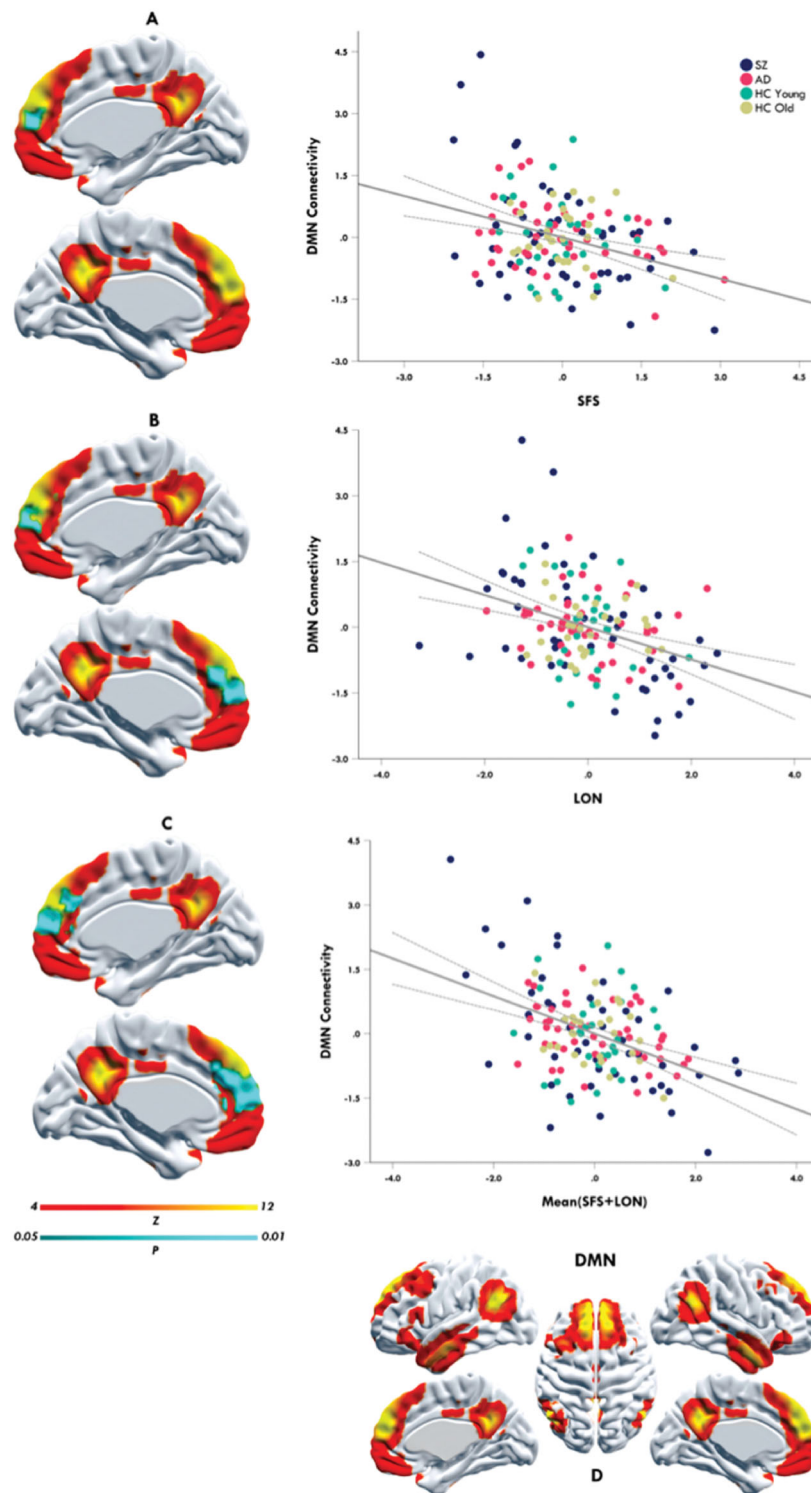 A
4.5
3.0
1.5
.0
-1.5
-3.0
DMN Connectivity
SZ
AD
HC Young
HC Old
-3.0 -1.5 .0 1.5 3.0 4.5
SFS
B
4.5
3.0
1.5
.0
-1.5
-3.0
DMN Connectivity
-4.0 -2.0 .0 2.0 4.0
LON
C
4.5
3.0
1.5
.0
-1.5
-3.0
DMN Connectivity
-4.0 -2.0 .0 2.0 4.0
Mean(SFS+LON)
4 12
Z
0.05 0.01
P
DMN
D